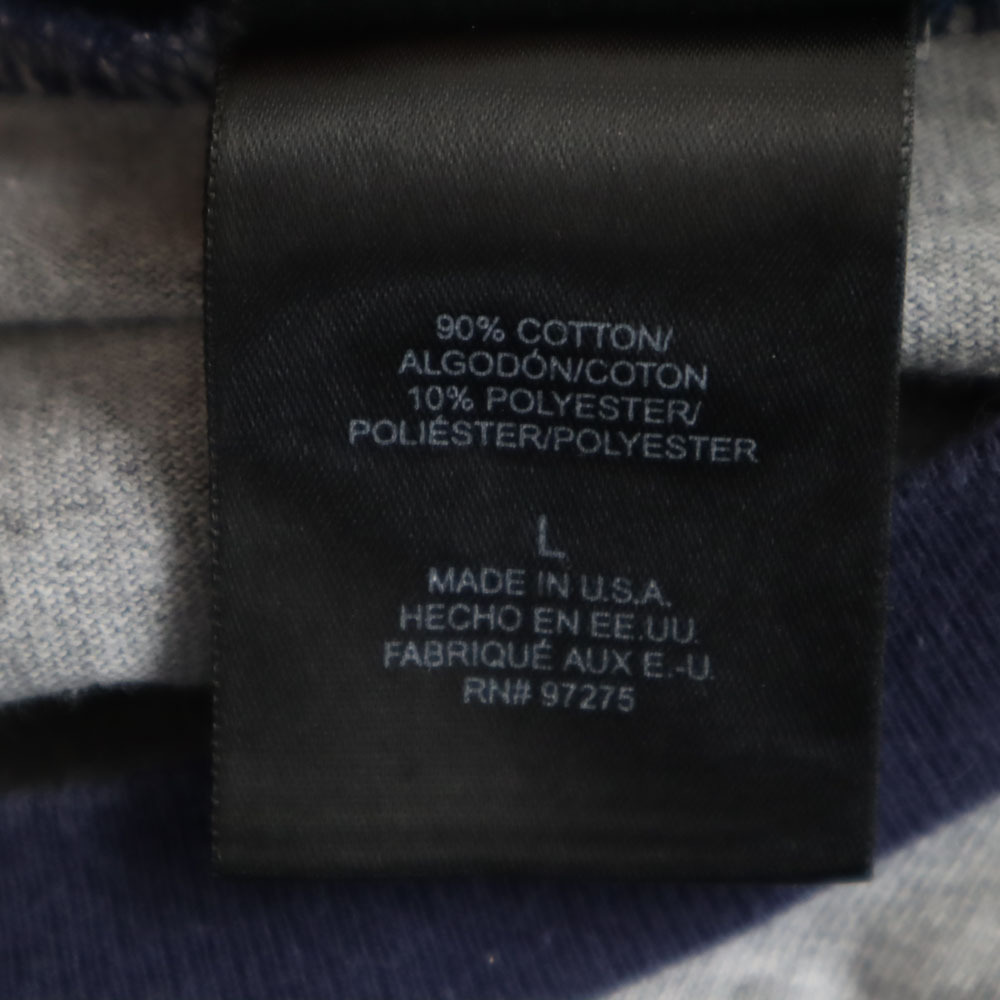 90% COTTON/
ALGODÓN/COTON
10% POLYESTER/
POLIÉSTER/POLYESTER
L
MADE IN U.S.A.
HECHO EN EE.UU.
FABRIQUÉ AUX E.-U.
RN# 97275